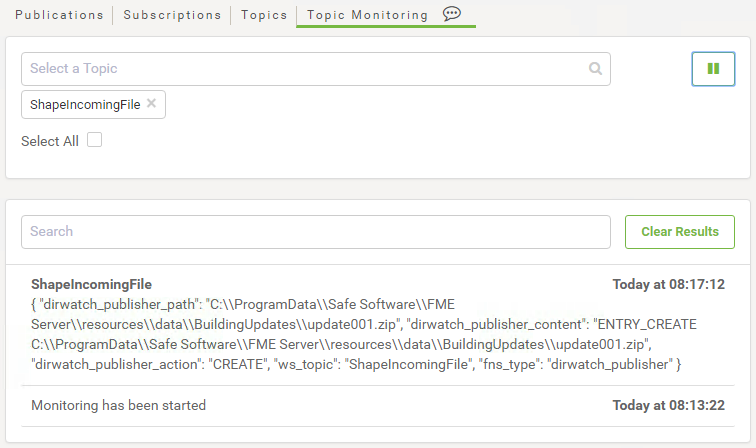 Publications Subscriptions Topics Topic Monitoring
Select a Topic
ShapeIncomingFile ×
Select All
Search
Clear Results
ShapeIncomingFile Today at 08:17:12
{ "dirwatch_publisher_path": "C:\\ProgramData\\Safe Software\\FME
Server\\resources\\data\\BuildingUpdates\\update001.zip", "dirwatch_publisher_content": "ENTRY_CREATE
C:\\ProgramData\\Safe Software\\FME Server\\resources\\data\\BuildingUpdates\\update001.zip",
"dirwatch_publisher_action": "CREATE", "ws_topic": "ShapeIncomingFile", "fns_type": "dirwatch_publisher" }
Monitoring has been started Today at 08:13:22